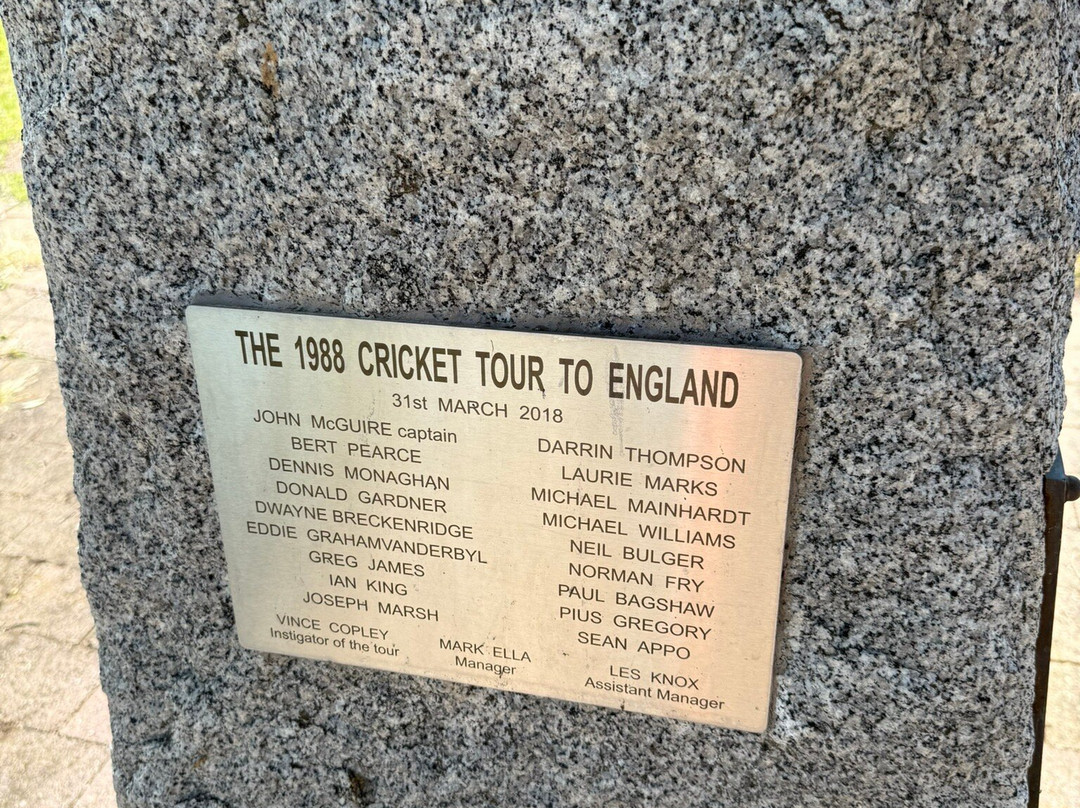 THE 1988 CRICKET TOUR TO ENGLAND
31st MARCH 2018
JOHN McGUIRE captain
BERT PEARCE
DENNIS MONAGHAN
DONALD GARDNER
DWAYNE BRECKENRIDGE
EDDIE GRAHAMVANDERBYL
GREG JAMES
IAN KING
JOSEPH MARSH
DARRIN THOMPSON
LAURIE MARKS
MICHAEL MAINHARDT
MICHAEL WILLIAMS
NEIL BULGER
NORMAN FRY
PAUL BAGSHAW
PIUS GREGORY
SEAN APPO
VINCE COPLEY
Instigator of the tour
MARK ELLA
Manager
LES KNOX
Assistant Manager